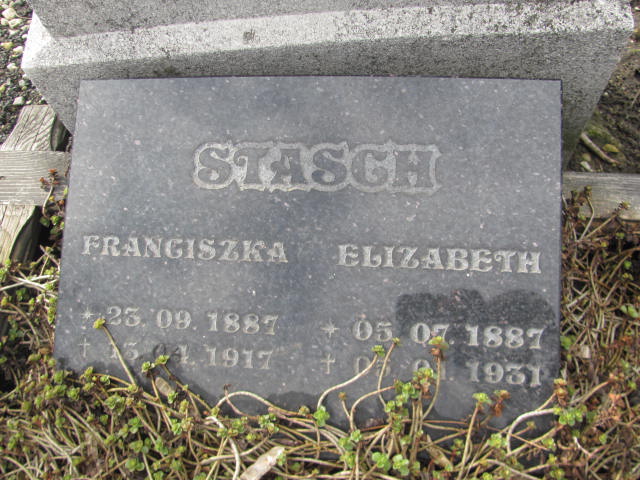 STASCH
FRANCISZKA ELIZABETH
* 23. 09. 1887 * 05. 07. 1887
† 1917 † 1931